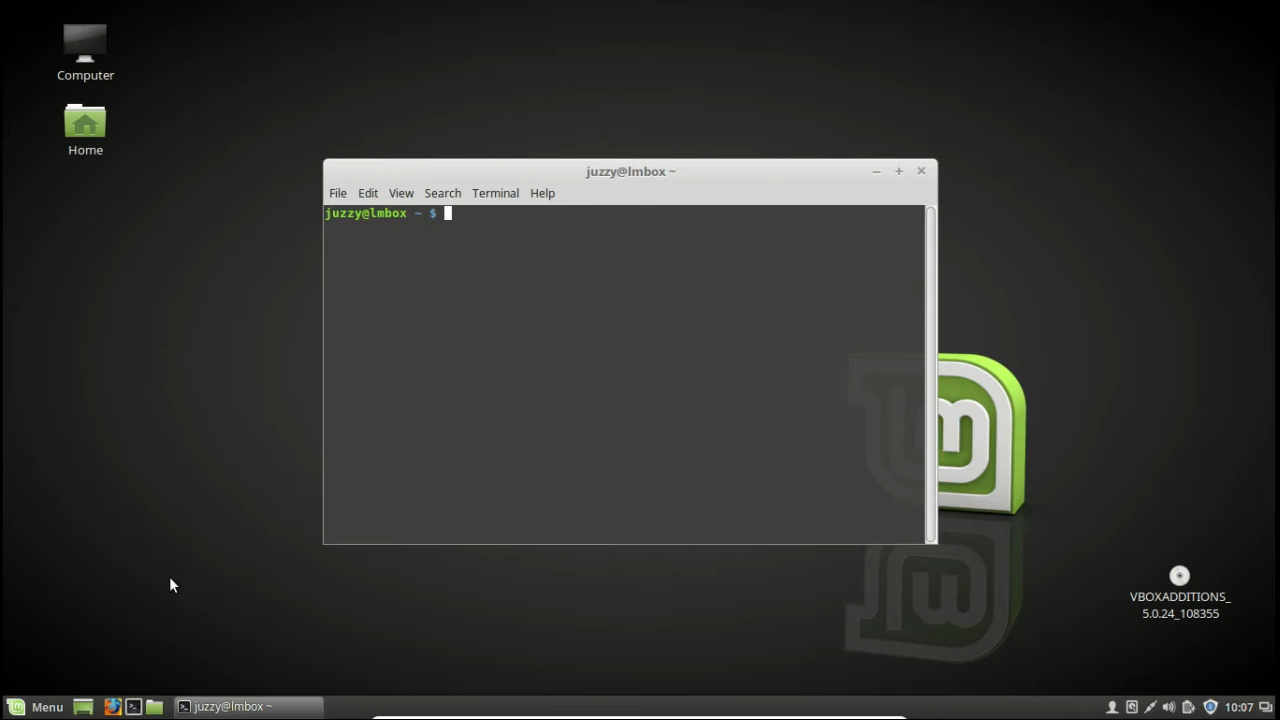 Computer
Home
juzzy@lmbox ~
File Edit View Search Terminal Help
juzzy@lmbox ~ $
VBOXADDITIONS_
5.0.24_108355
Menu
juzzy@lmbox ~
10:07